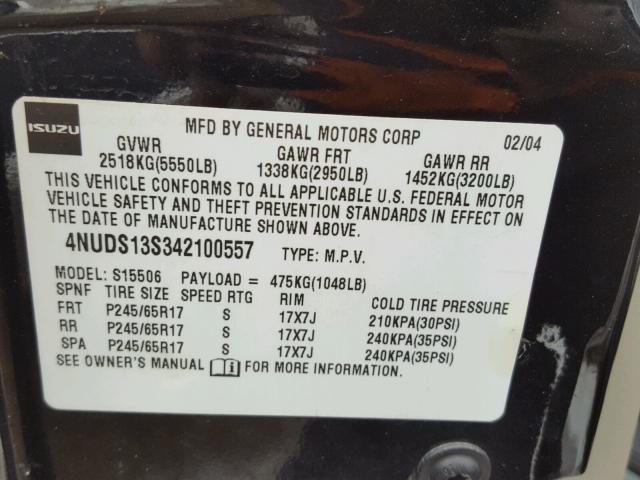 ISUZU MFD BY GENERAL MOTORS CORP 02/04
GVWR GAWR FRT GAWR RR
2518KG(5550LB) 1338KG(2950LB) 1452KG(3200LB)
THIS VEHICLE CONFORMS TO ALL APPLICABLE U.S. FEDERAL MOTOR
VEHICLE SAFETY AND THEFT PREVENTION STANDARDS IN EFFECT ON
THE DATE OF MANUFACTURE SHOWN ABOVE.
4NUDS13S342100557 TYPE: M.P.V.
MODEL: S15506 PAYLOAD = 475KG(1048LB)
SPNF TIRE SIZE SPEED RTG RIM COLD TIRE PRESSURE
FRT P245/65R17 S 17X7J 210KPA(30PSI)
RR P245/65R17 S 17X7J 240KPA(35PSI)
SPA P245/65R17 S 17X7J 240KPA(35PSI)
SEE OWNER'S MANUAL FOR MORE INFORMATION.